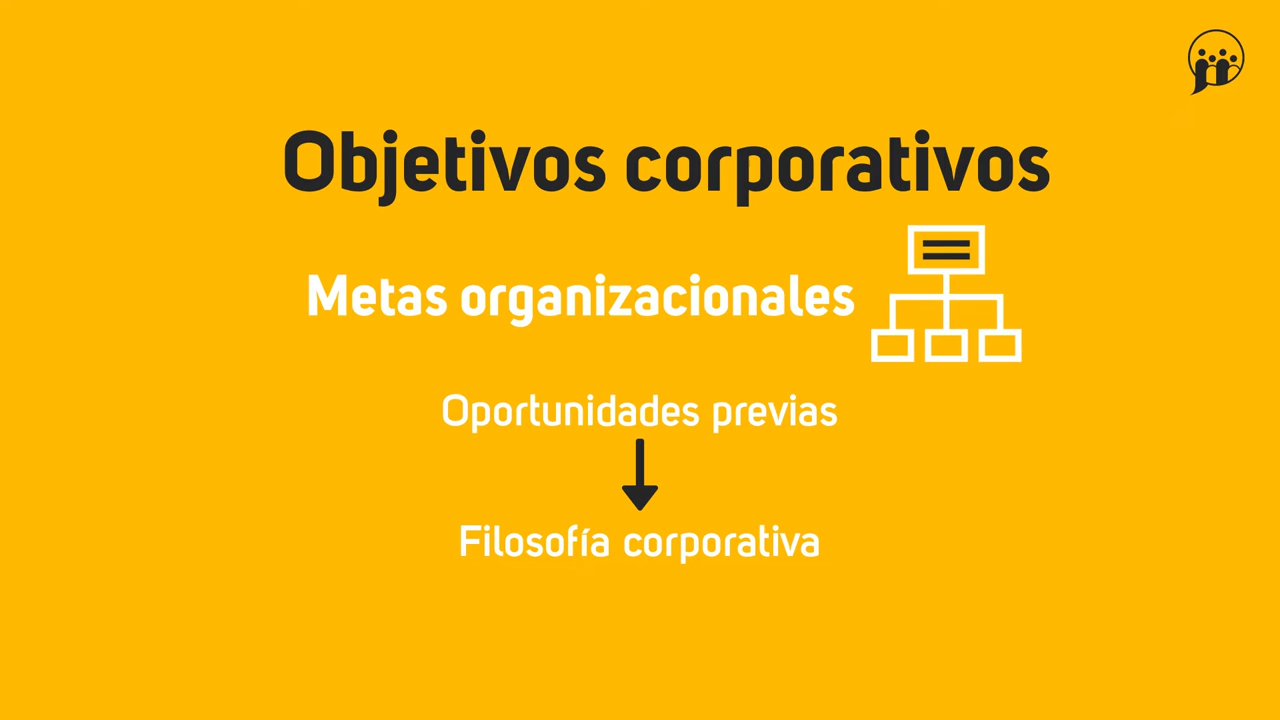 Objetivos corporativos
Metas organizacionales
Oportunidades previas
Filosofía corporativa